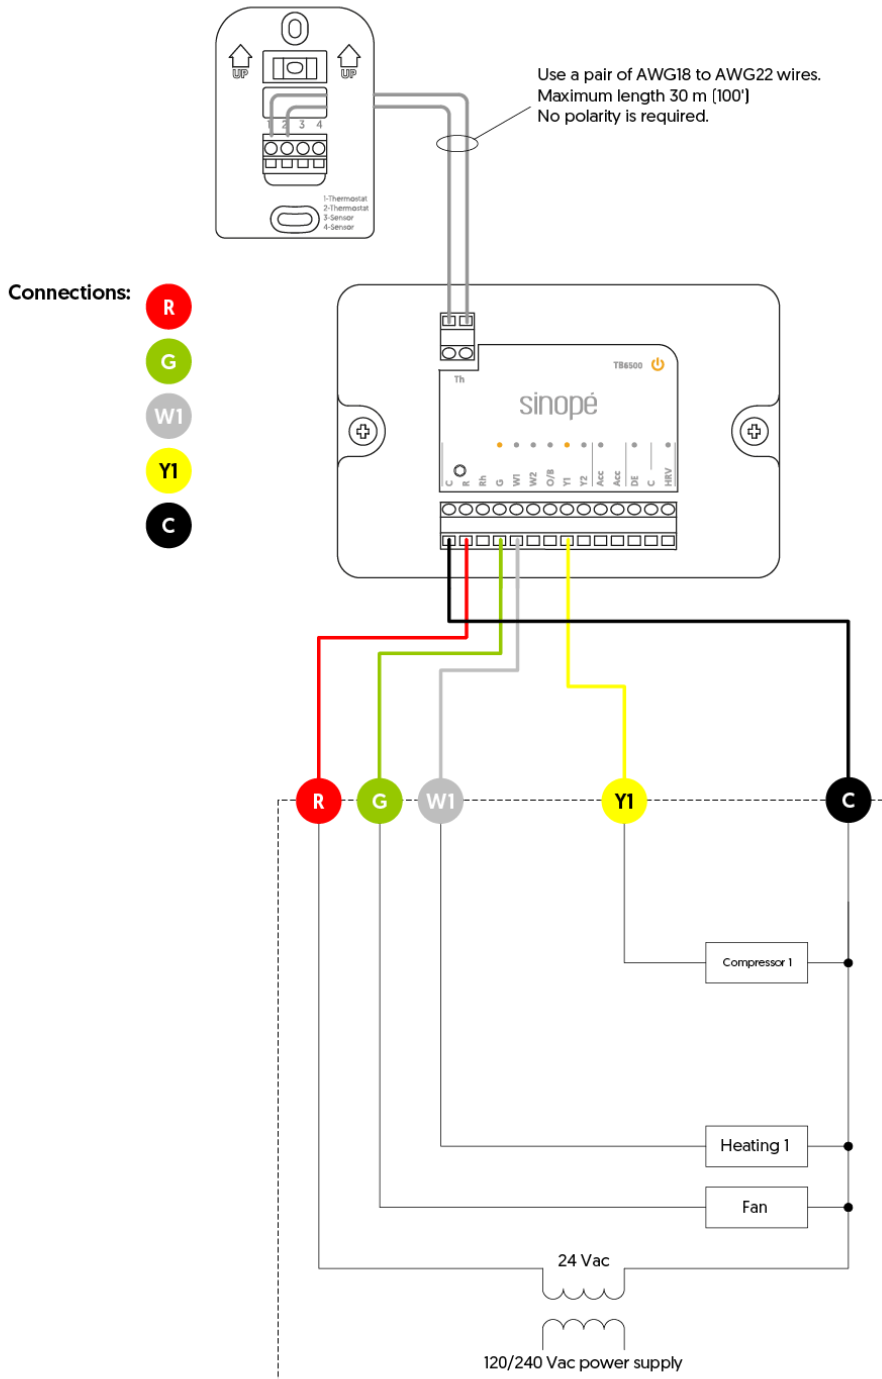 UP
UP
1 2 3 4
1-Thermostat
2-Thermostat
3-Sensor
4-Sensor
Use a pair of AWG18 to AWG22 wires.
Maximum length 30 m (100')
No polarity is required.
Connections:
R
G
W1
Y1
C
Th
TB6500
sinopé
C R Rh G W1 W2 O/B Y1 Y2 Acc Acc DE C HRV
R G W1 Y1 C
Compressor 1
Heating 1
Fan
24 Vac
120/240 Vac power supply